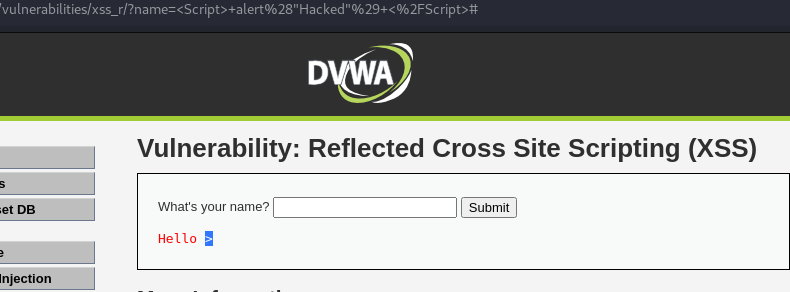 /vulnerabilities/xss_r/?name=<Script>+alert%28"Hacked"%29+<%2FScript>#
DVWA
Vulnerability: Reflected Cross Site Scripting (XSS)
s
set DB
What's your name? Submit
Hello >
e
Injection